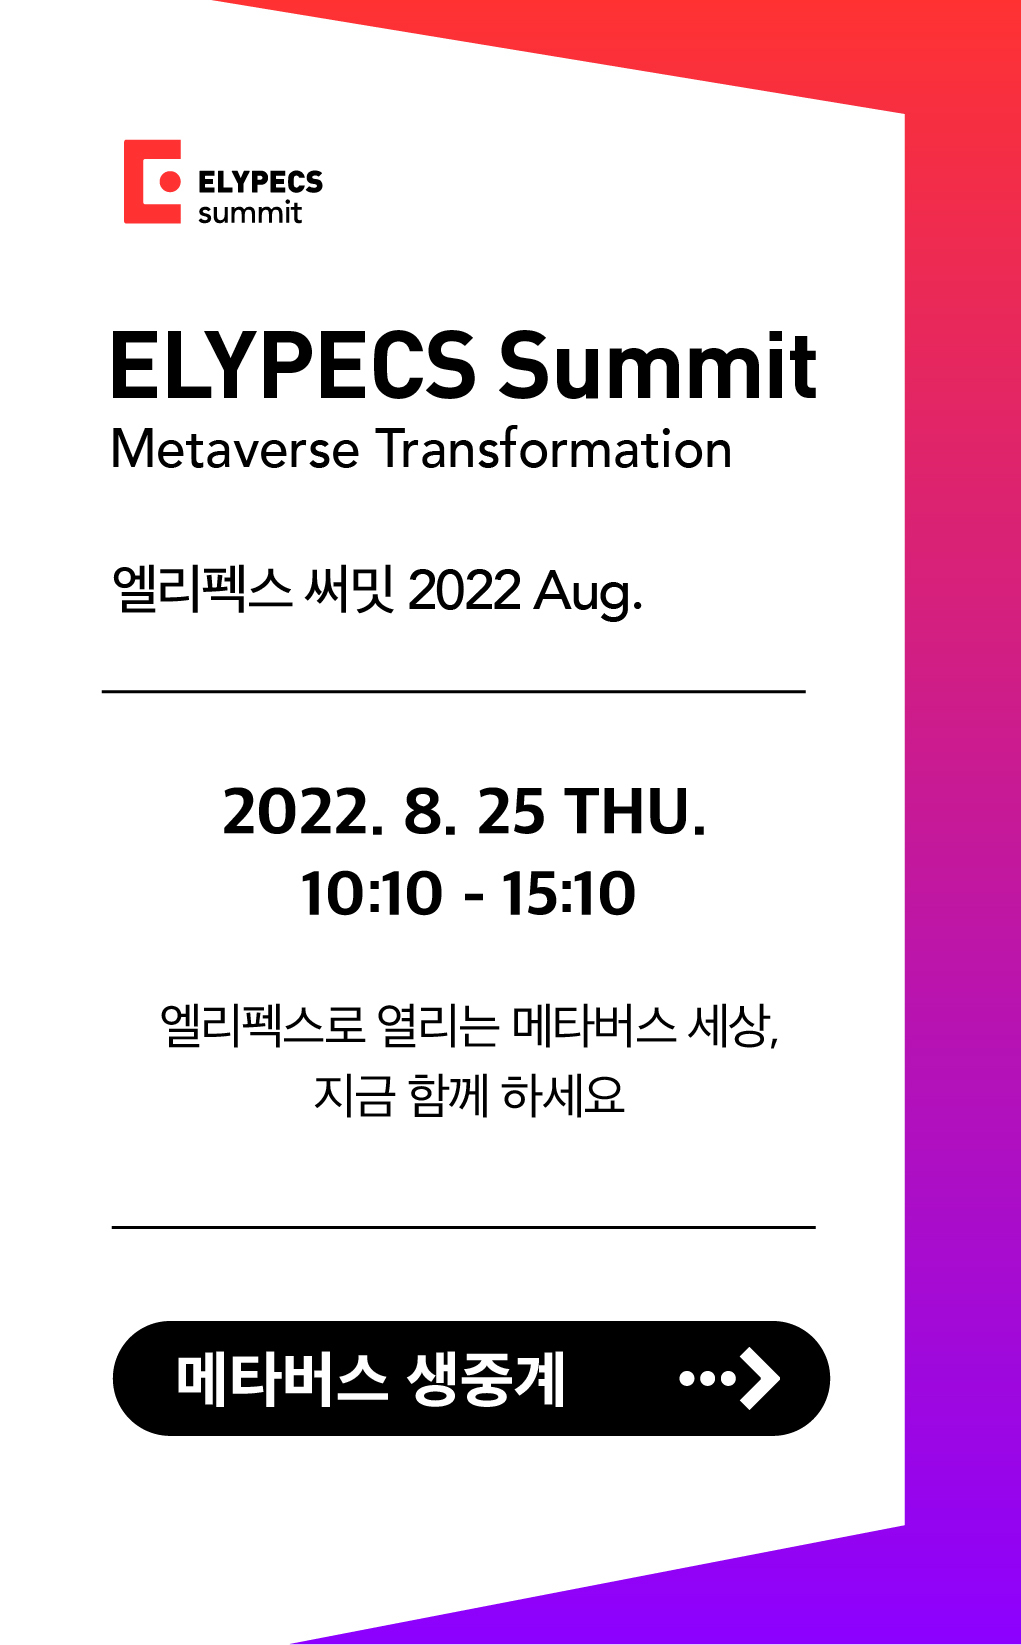 ELYPECS
summit
ELYPECS Summit
Metaverse Transformation
엘리펙스 써밋 2022 Aug.
2022. 8. 25 THU.
10:10 - 15:10
엘리펙스로 열리는 메타버스 세상,
지금 함께 하세요
메타버스 생중계